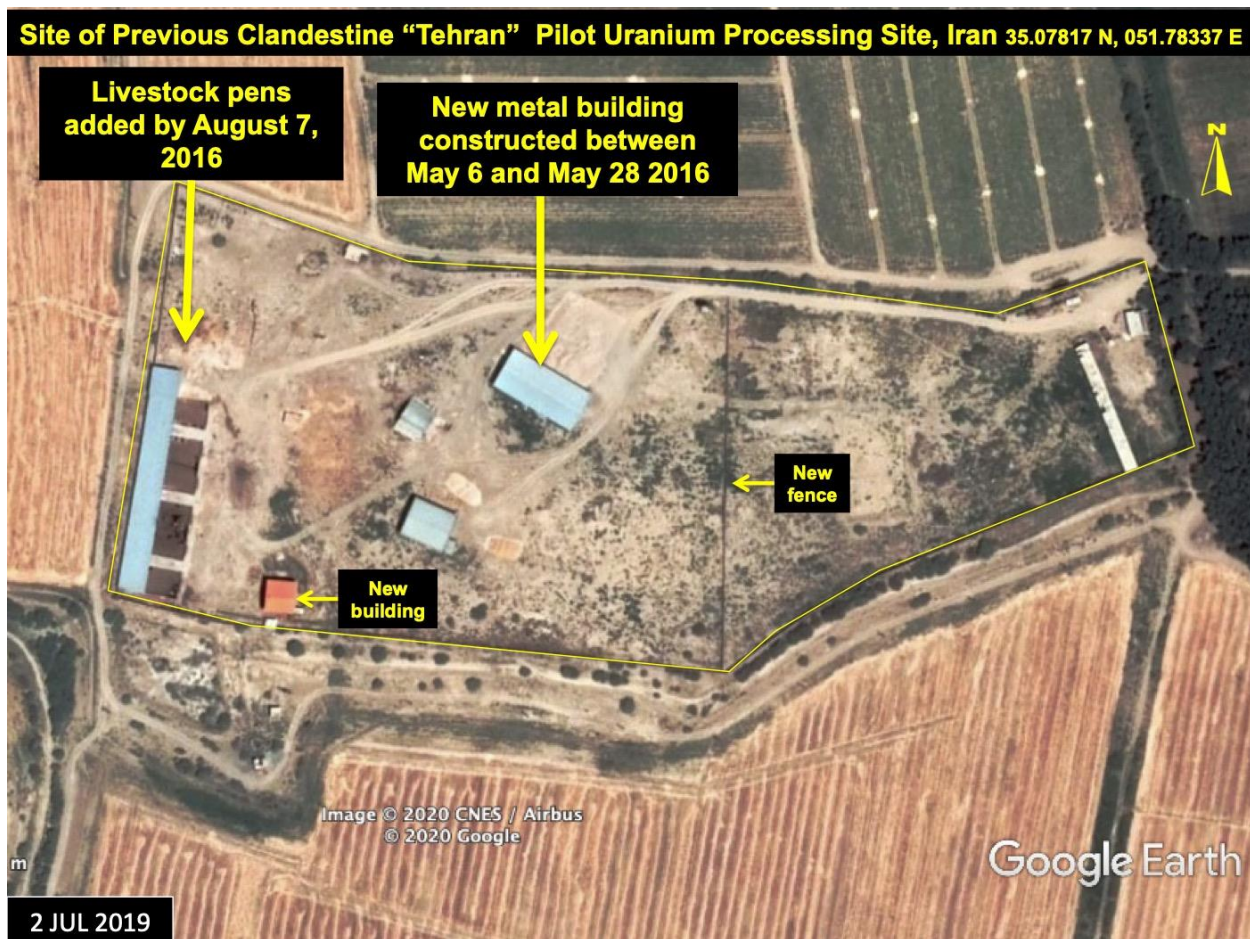 Site of Previous Clandestine “Tehran”  Pilot Uranium Processing Site, Iran 35.07817 N, 051.78337 E
Livestock pens
added by August 7,
2016
New metal building
constructed between
May 6 and May 28 2016
N
New
fence
New
building
Image © 2020 CNES / Airbus
© 2020 Google
m
Google Earth
2 JUL 2019